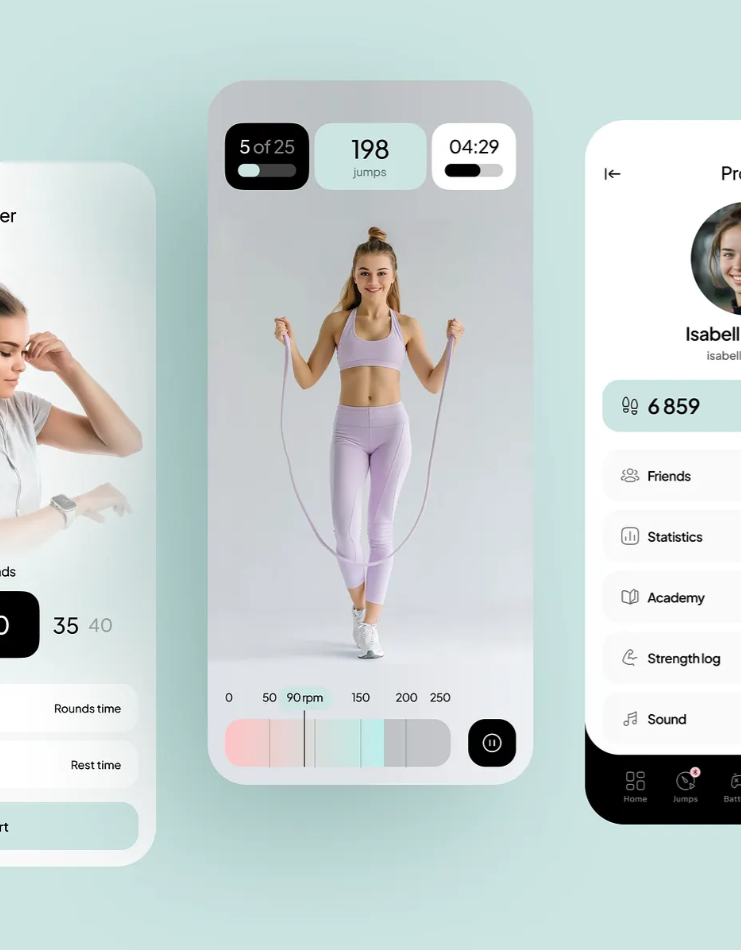 er
nds
0 35 40
Rounds time
Rest time
rt
5 of 25
198
jumps
04:29
0 50 90 rpm 150 200 250
Pro
Isabell
isabel
6 859
Friends
Statistics
Academy
Strength log
Sound
Home Jumps Batt